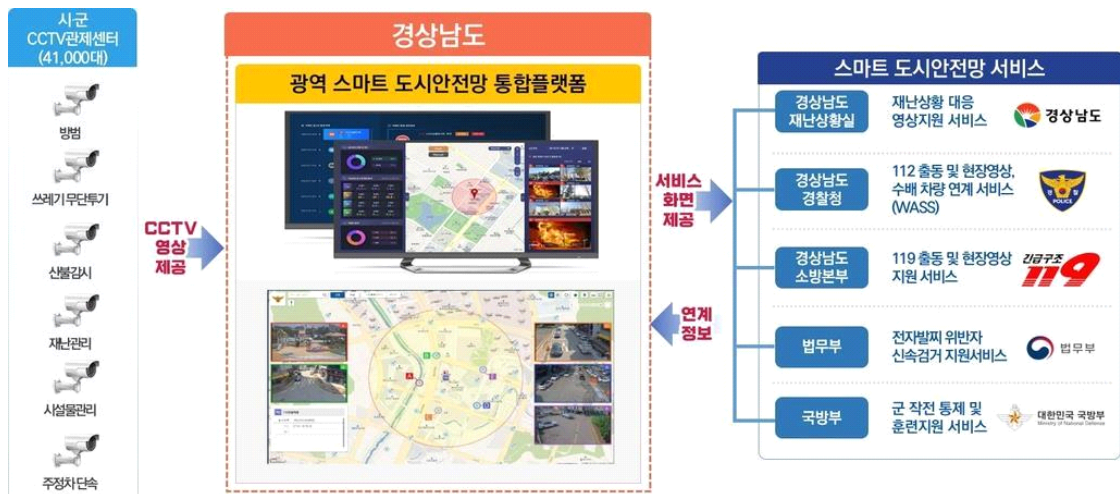 시·군
CCTV관제센터
(41,000대)
방범
쓰레기 무단투기
산불감시
재난관리
시설물관리
주정차 단속
CCTV
영상
제공
경상남도
광역 스마트 도시안전망 통합플랫폼
서비스
화면
제공
연계
정보
스마트 도시안전망 서비스
경상남도
재난상황실
재난상황 대응
영상지원 서비스
경상남도
경상남도
경찰청
112 출동 및 현장영상,
수배 차량 연계 서비스
(WASS)
경찰
POLICE
경상남도
소방본부
119 출동 및 현장영상
지원 서비스
긴급구조
119
법무부
전자발찌 위반자
신속검거 지원서비스
법무부
국방부
군 작전 통제 및
훈련지원 서비스
대한민국 국방부
Ministry of National Defense